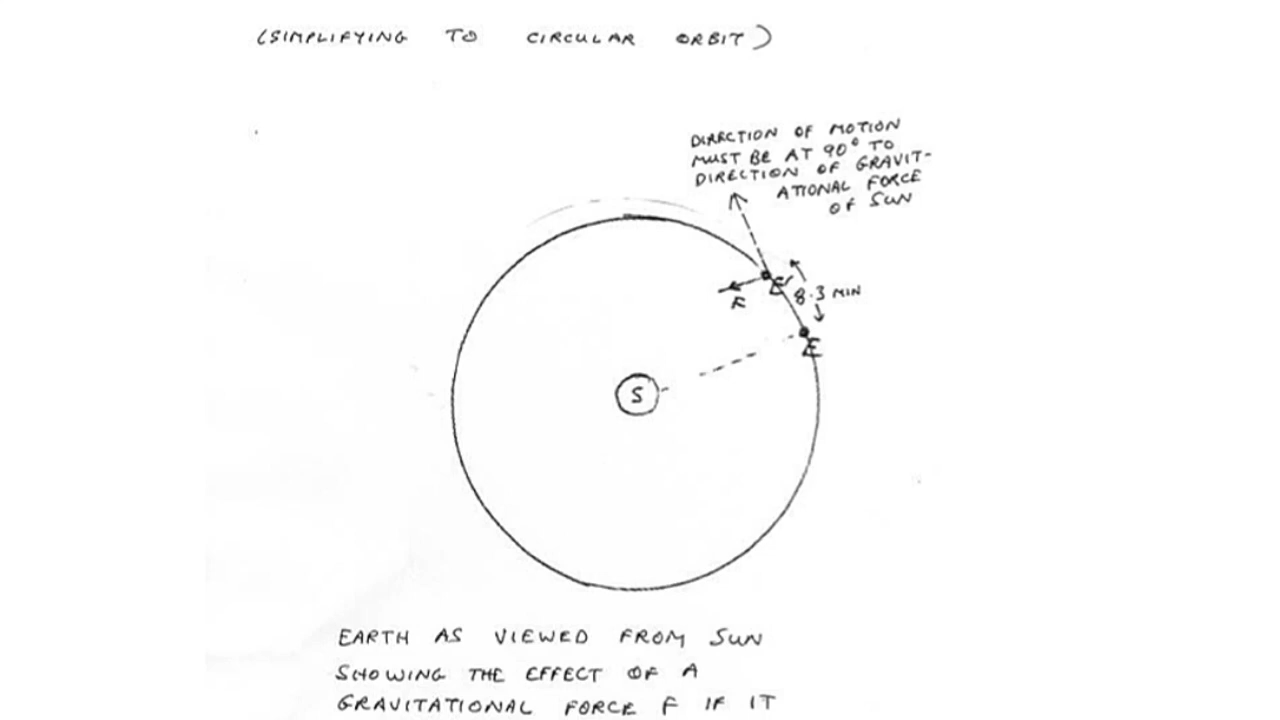 (SIMPLIFYING TO CIRCULAR ORBIT)
DIRECTION OF MOTION
MUST BE AT 90° TO
DIRECTION OF GRAVIT-
ATIONAL FORCE
OF SUN
E'
8.3 MIN
F
E
S
EARTH AS VIEWED FROM SUN
SHOWING THE EFFECT OF A
GRAVITATIONAL FORCE F IF IT